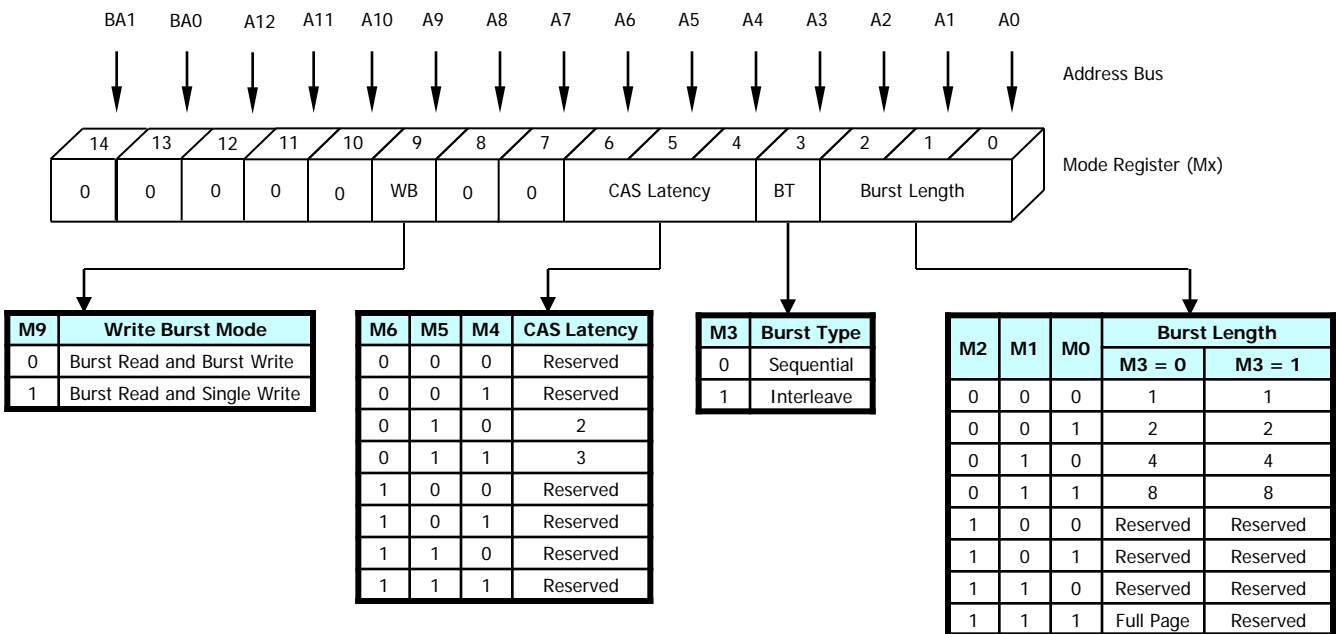 BA1 BA0 A12 A11 A10 A9 A8 A7 A6 A5 A4 A3 A2 A1 A0
Address Bus
14 13 12 11 10 9 8 7 6 5 4 3 2 1 0
Mode Register (Mx)
0 0 0 0 0 WB 0 0 CAS Latency BT Burst Length
M9 Write Burst Mode
0 Burst Read and Burst Write
1 Burst Read and Single Write
M6 M5 M4 CAS Latency
0 0 0 Reserved
0 0 1 Reserved
0 1 0 2
0 1 1 3
1 0 0 Reserved
1 0 1 Reserved
1 1 0 Reserved
1 1 1 Reserved
M3 Burst Type
0 Sequential
1 Interleave
M2 M1 M0 Burst Length
M3 = 0 M3 = 1
0 0 0 1 1
0 0 1 2 2
0 1 0 4 4
0 1 1 8 8
1 0 0 Reserved Reserved
1 0 1 Reserved Reserved
1 1 0 Reserved Reserved
1 1 1 Full Page Reserved